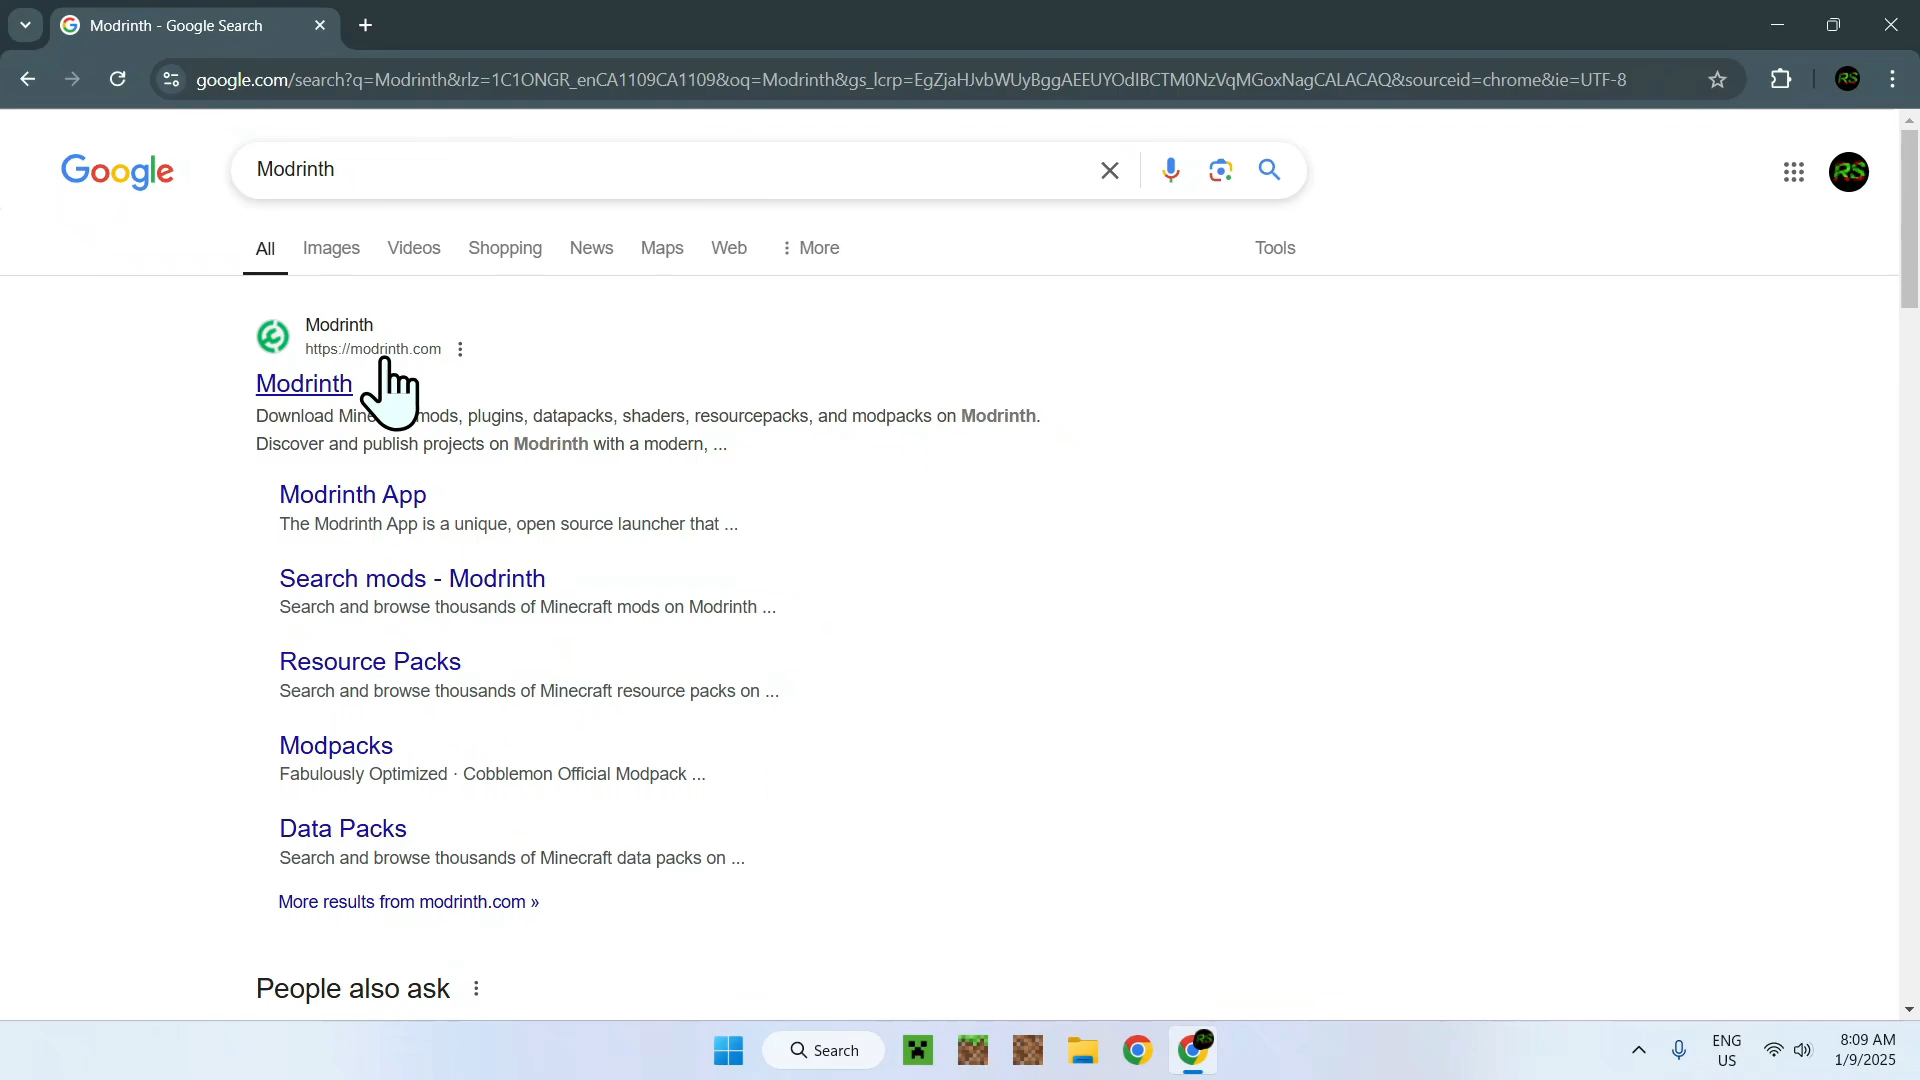 Modrinth - Google Search
google.com/search?q=Modrinth&rlz=1C1ONGR_enCA1109CA1109&oq=Modrinth&gs_lcrp=EgZjaHJvbWUyBggAEEUYOdIBCTM0NzVqMGoxNagCALACAQ&sourceid=chrome&ie=UTF-8
RS
Google
Modrinth
RS
All Images Videos Shopping News Maps Web More Tools
Modrinth
https://modrinth.com
Modrinth
Download mods, plugins, datapacks, shaders, resourcepacks, and modpacks on Modrinth.
Discover and publish projects on Modrinth with a modern, ...
Modrinth App
The Modrinth App is a unique, open source launcher that ...
Search mods - Modrinth
Search and browse thousands of Minecraft mods on Modrinth ...
Resource Packs
Search and browse thousands of Minecraft resource packs on ...
Modpacks
Fabulously Optimized · Cobblemon Official Modpack ...
Data Packs
Search and browse thousands of Minecraft data packs on ...
More results from modrinth.com »
People also ask
Search
RS
ENG
US
8:09 AM
1/9/2025